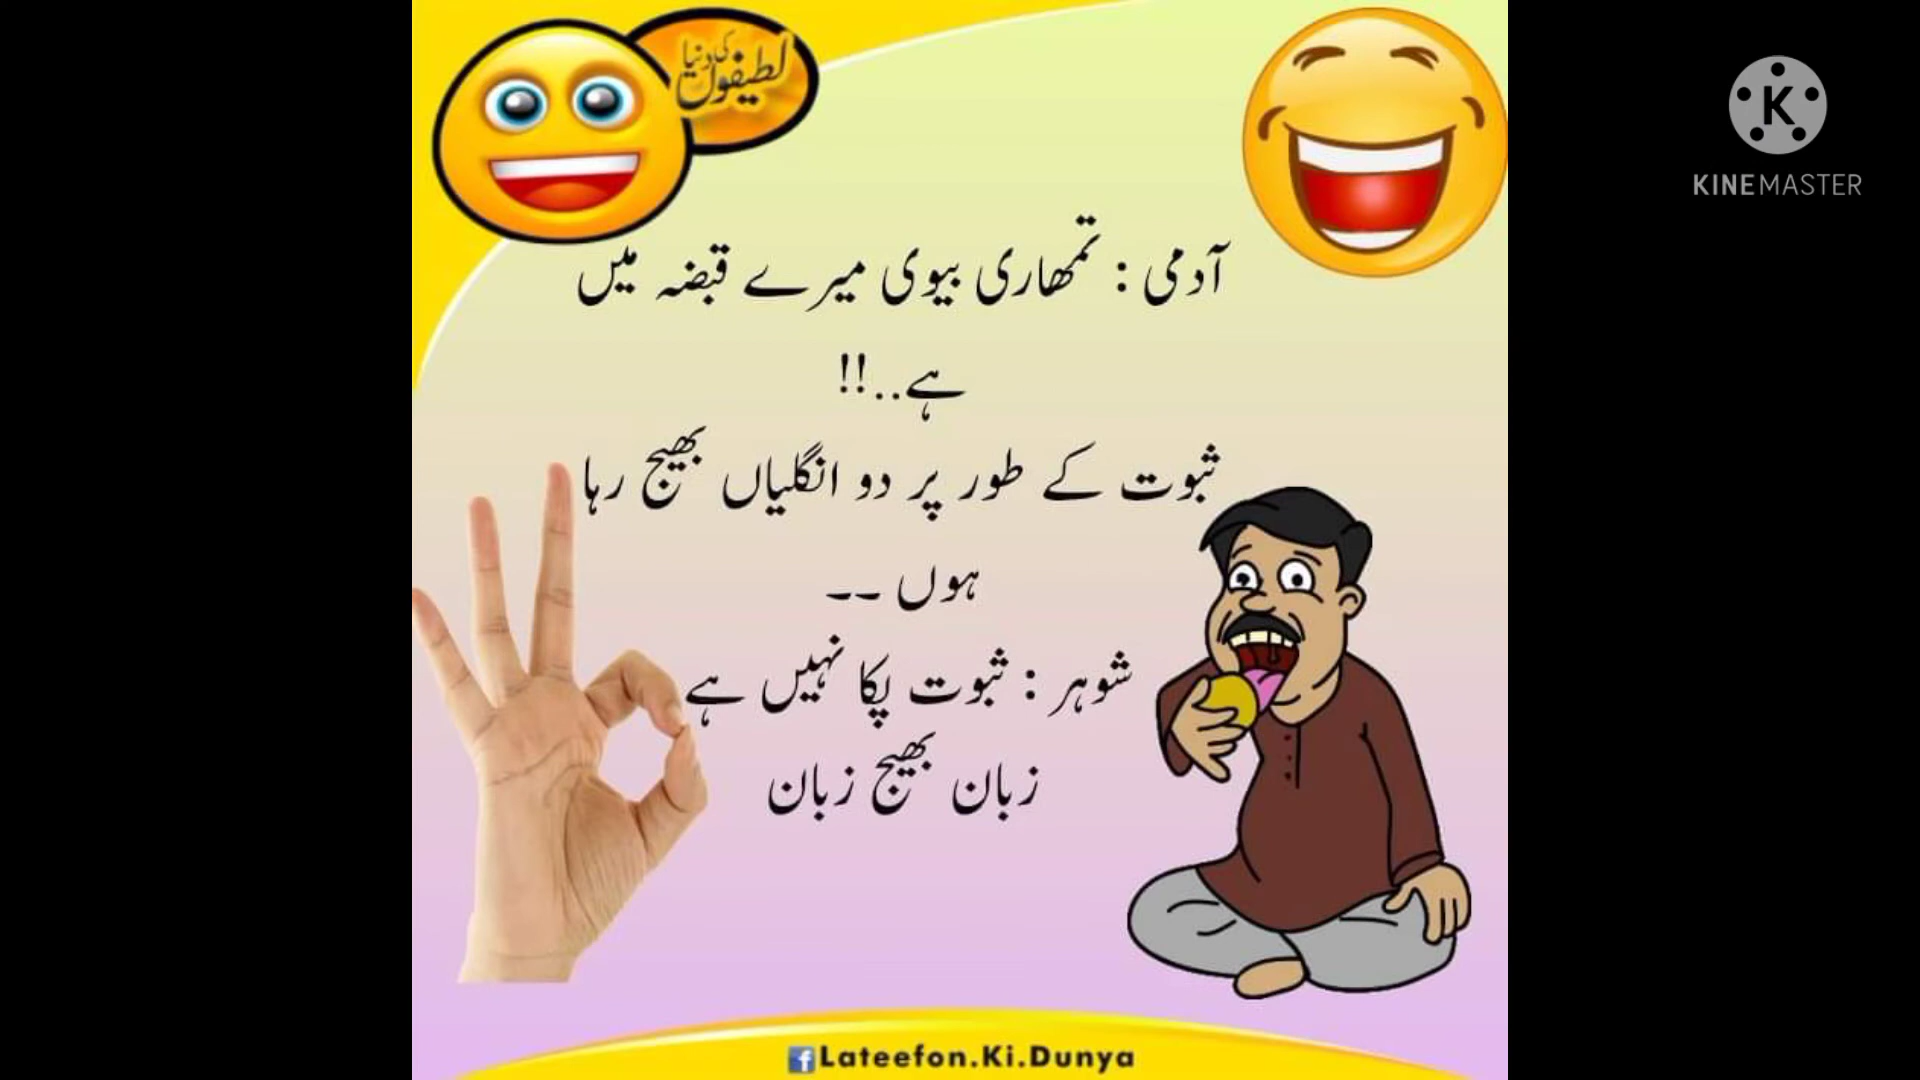 لطیفوں کی دنیا
KINEMASTER
آدمی : تمھاری بیوی میرے قبضہ میں
ہے..!!
ثبوت کے طور پر دو انگلیاں بھیج رہا
ہوں --
شوہر : ثبوت پکا نہیں ہے
زبان بھیج زبان
Lateefon.Ki.Dunya